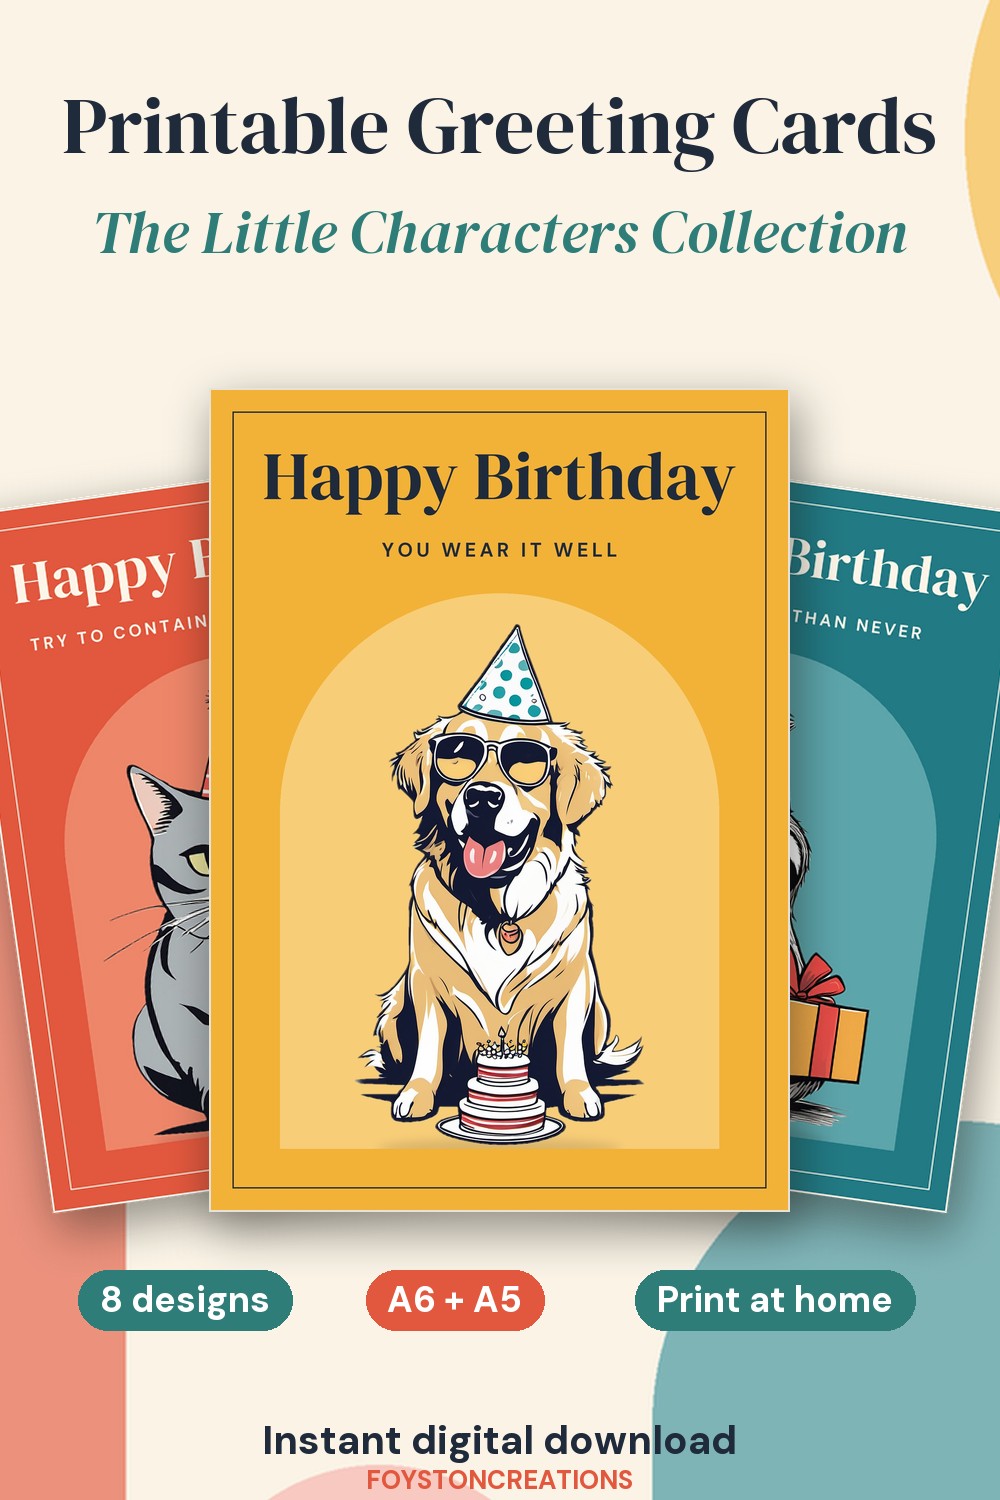 Printable Greeting Cards
The Little Characters Collection
Happy
TRY TO CONTAIN
Happy Birthday
YOU WEAR IT WELL
Birthday
THAN NEVER
8 designs
A6 + A5
Print at home
Instant digital download
FOYSTONCREATIONS